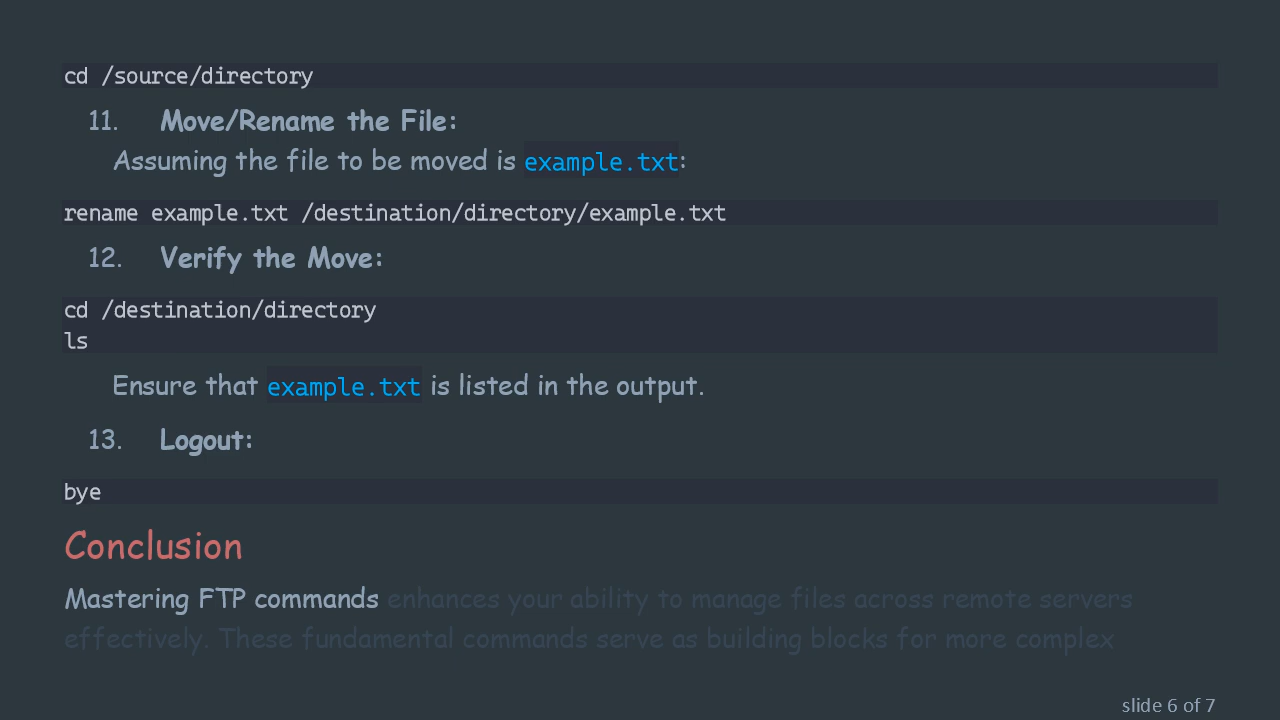 cd /source/directory
11. Move/Rename the File:
Assuming the file to be moved is example.txt:
rename example.txt /destination/directory/example.txt
12. Verify the Move:
cd /destination/directory
ls
Ensure that example.txt is listed in the output.
13. Logout:
bye
Conclusion
Mastering FTP commands enhances your ability to manage files across remote servers
effectively. These fundamental commands serve as building blocks for more complex
slide 6 of 7